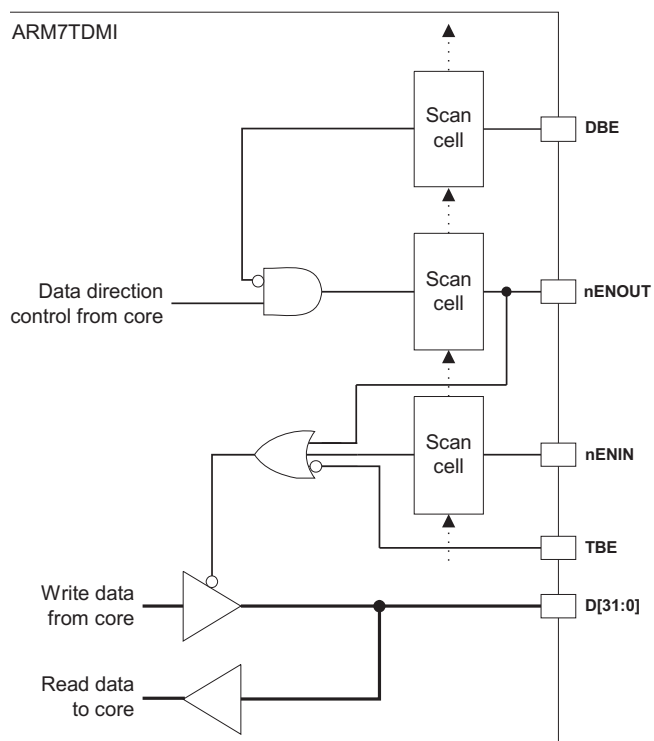 ARM7TDMI
Scan
cell
DBE
Data direction
control from core
Scan
cell
nENOUT
Scan
cell
nENIN
TBE
Write data
from core
D[31:0]
Read data
to core